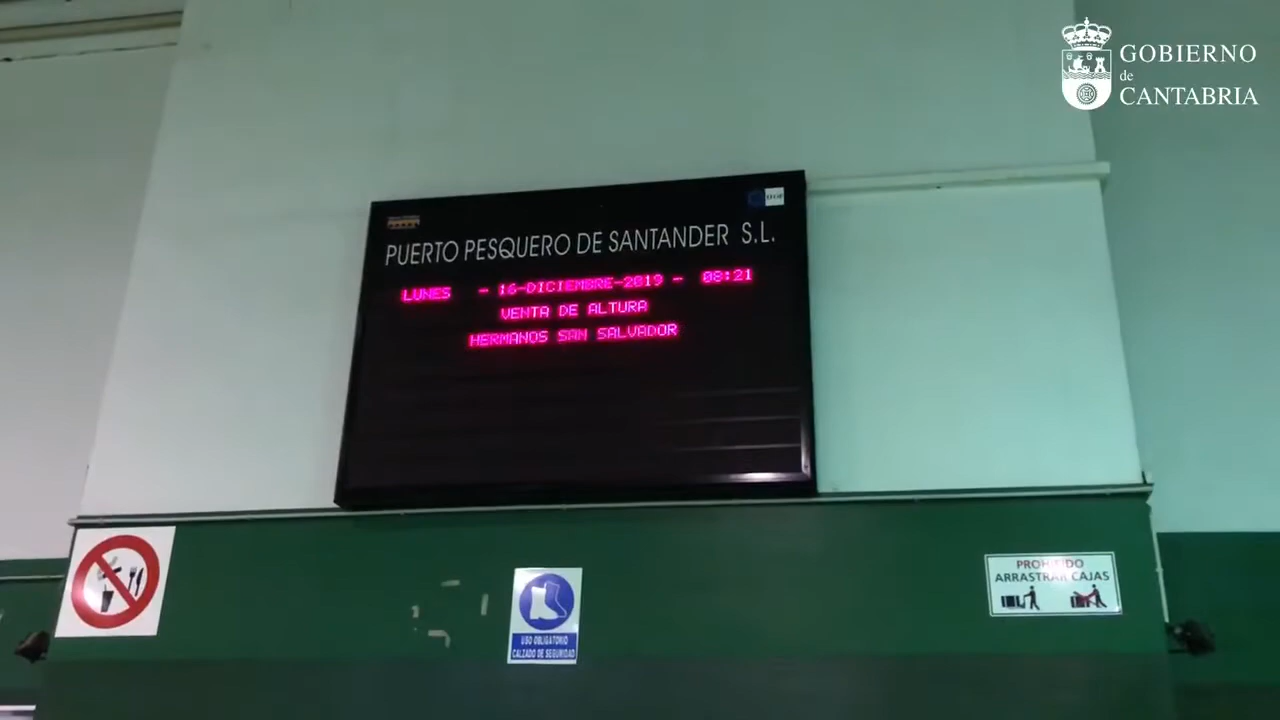 GOBIERNO
de
CANTABRIA
PUERTO PESQUERO DE SANTANDER S.L.
LUNES - 16-DICIEMBRE-2019 - 08:21
VENTA DE ALTURA
HERMANOS SAN SALVADOR
USO OBLIGATORIO
CALZADO DE SEGURIDAD
PROHIBIDO
ARRASTRAR CAJAS